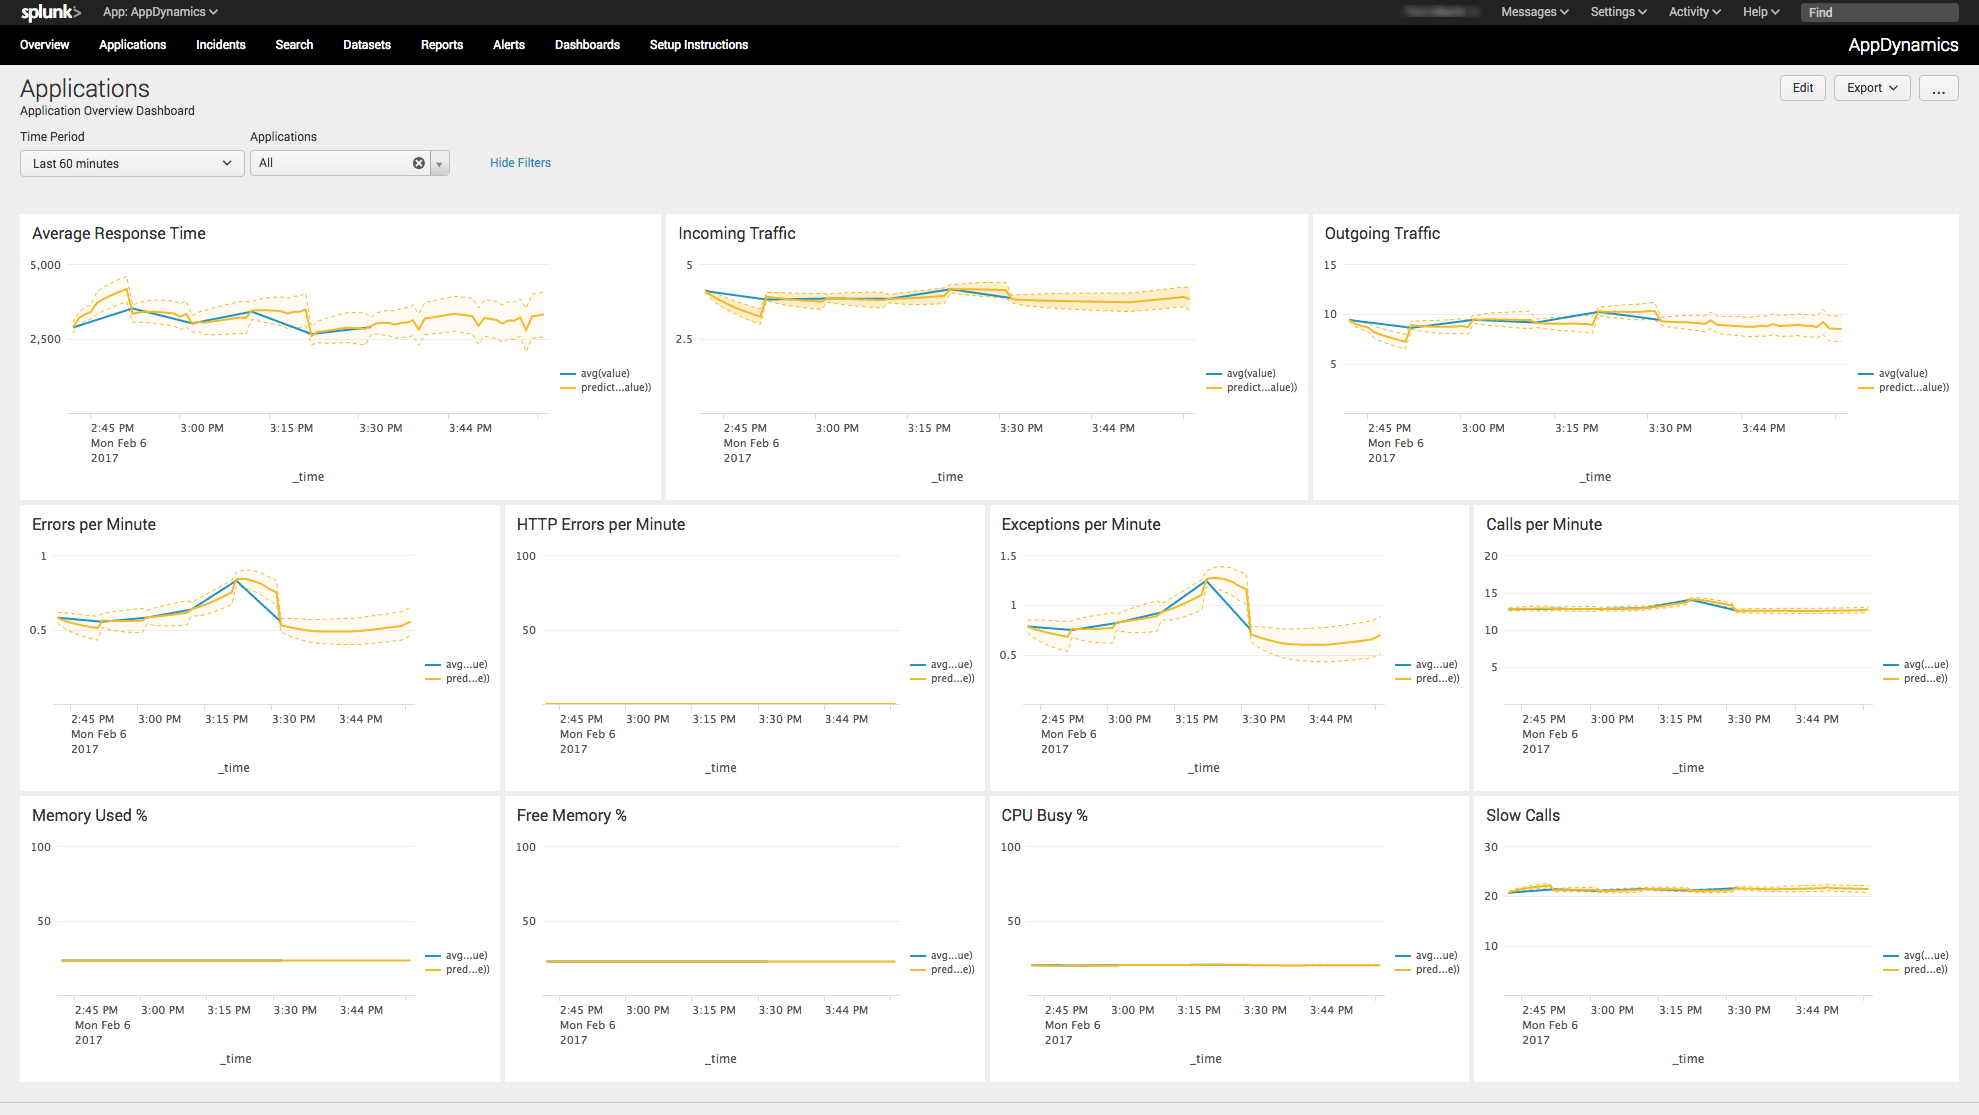 splunk> App: AppDynamics Messages Settings Activity Help Find
Overview Applications Incidents Search Datasets Reports Alerts Dashboards Setup Instructions AppDynamics
Applications Edit Export ...
Application Overview Dashboard
Time Period Applications
Last 60 minutes All Hide Filters
Average Response Time
5,000
2,500
avg(value)
predict...alue))
2:45 PM 3:00 PM 3:15 PM 3:30 PM 3:44 PM
Mon Feb 6
2017
_time
Incoming Traffic
5
2.5
avg(value)
predict...alue))
2:45 PM 3:00 PM 3:15 PM 3:30 PM 3:44 PM
Mon Feb 6
2017
_time
Outgoing Traffic
15
10
5
avg(value)
predict...alue))
2:45 PM 3:00 PM 3:15 PM 3:30 PM 3:44 PM
Mon Feb 6
2017
_time
Errors per Minute
1
0.5
avg...ue)
pred...e))
2:45 PM 3:00 PM 3:15 PM 3:30 PM 3:44 PM
Mon Feb 6
2017
_time
HTTP Errors per Minute
100
50
avg...ue)
pred...e))
2:45 PM 3:00 PM 3:15 PM 3:30 PM 3:44 PM
Mon Feb 6
2017
_time
Exceptions per Minute
1.5
1
0.5
avg...ue)
pred...e))
2:45 PM 3:00 PM 3:15 PM 3:30 PM 3:44 PM
Mon Feb 6
2017
_time
Calls per Minute
20
15
10
5
avg(...ue)
pred...e))
2:45 PM 3:00 PM 3:15 PM 3:30 PM 3:44 PM
Mon Feb 6
2017
_time
Memory Used %
100
50
avg...ue)
pred...e))
2:45 PM 3:00 PM 3:15 PM 3:30 PM 3:44 PM
Mon Feb 6
2017
_time
Free Memory %
100
50
avg...ue)
pred...e))
2:45 PM 3:00 PM 3:15 PM 3:30 PM 3:44 PM
Mon Feb 6
2017
_time
CPU Busy %
100
50
avg...ue)
pred...e))
2:45 PM 3:00 PM 3:15 PM 3:30 PM 3:44 PM
Mon Feb 6
2017
_time
Slow Calls
30
20
10
avg(...ue)
pred...e))
2:45 PM 3:00 PM 3:15 PM 3:30 PM 3:44 PM
Mon Feb 6
2017
_time